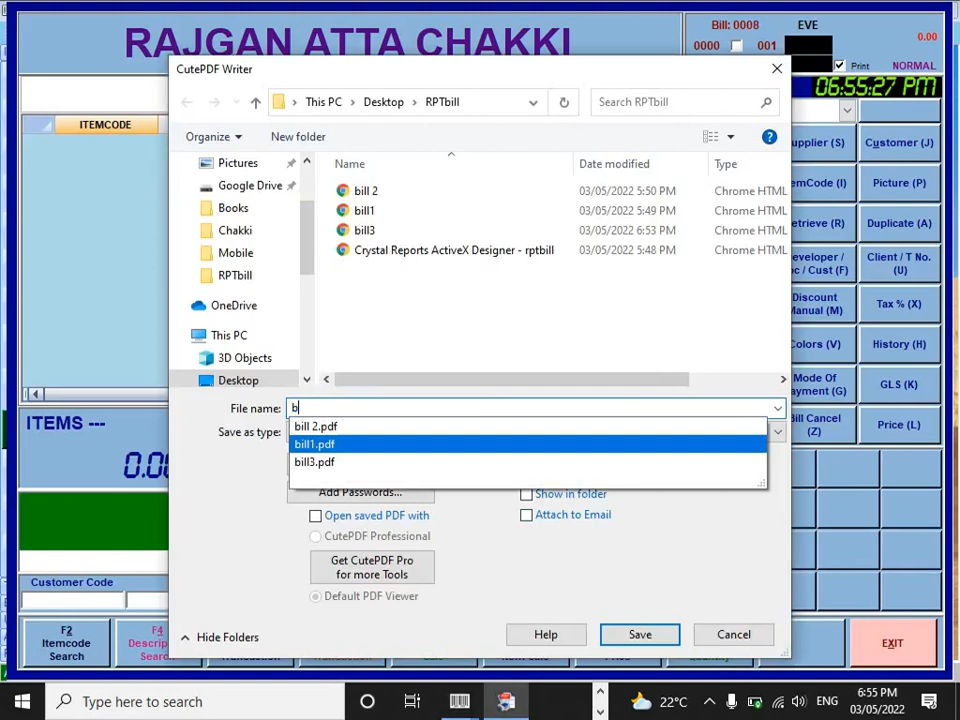 RAJGAN ATTA CHAKKI
Bill: 0008
EVE
0000
001
0.00
Print
NORMAL
06:55:27 PM
CutePDF Writer
This PC
Desktop
RPTbill
Search RPTbill
Organize
New folder
ITEMCODE
Name
Date modified
Type
Pictures
Google Drive
Books
Chakki
Mobile
RPTbill
OneDrive
This PC
3D Objects
Desktop
bill 2 03/05/2022 5:50 PM Chrome HTML
bill1 03/05/2022 5:49 PM Chrome HTML
bill3 03/05/2022 6:53 PM Chrome HTML
Crystal Reports ActiveX Designer - rptbill 03/05/2022 5:48 PM Chrome HTML
upplier (S)
Customer (J)
emCode (I)
Picture (P)
etrieve (R)
Duplicate (A)
eveloper /
oc / Cust (F)
Client / T No.
(U)
Discount
Manual (M)
Tax % (X)
Colors (V)
History (H)
Mode Of
ayment (G)
GLS (K)
Bill Cancel
(Z)
Price (L)
File name: b
bill 2.pdf
bill1.pdf
bill3.pdf
Save as type:
Add Passwords...
Show in folder
Open saved PDF with
Attach to Email
CutePDF Professional
Get CutePDF Pro
for more Tools
Default PDF Viewer
Help
Save
Cancel
Hide Folders
ITEMS ---
0.00
Customer Code
F2
Itemcode
Search
F4
Descrip
Search
EXIT
Type here to search
22°C
ENG
6:55 PM
03/05/2022